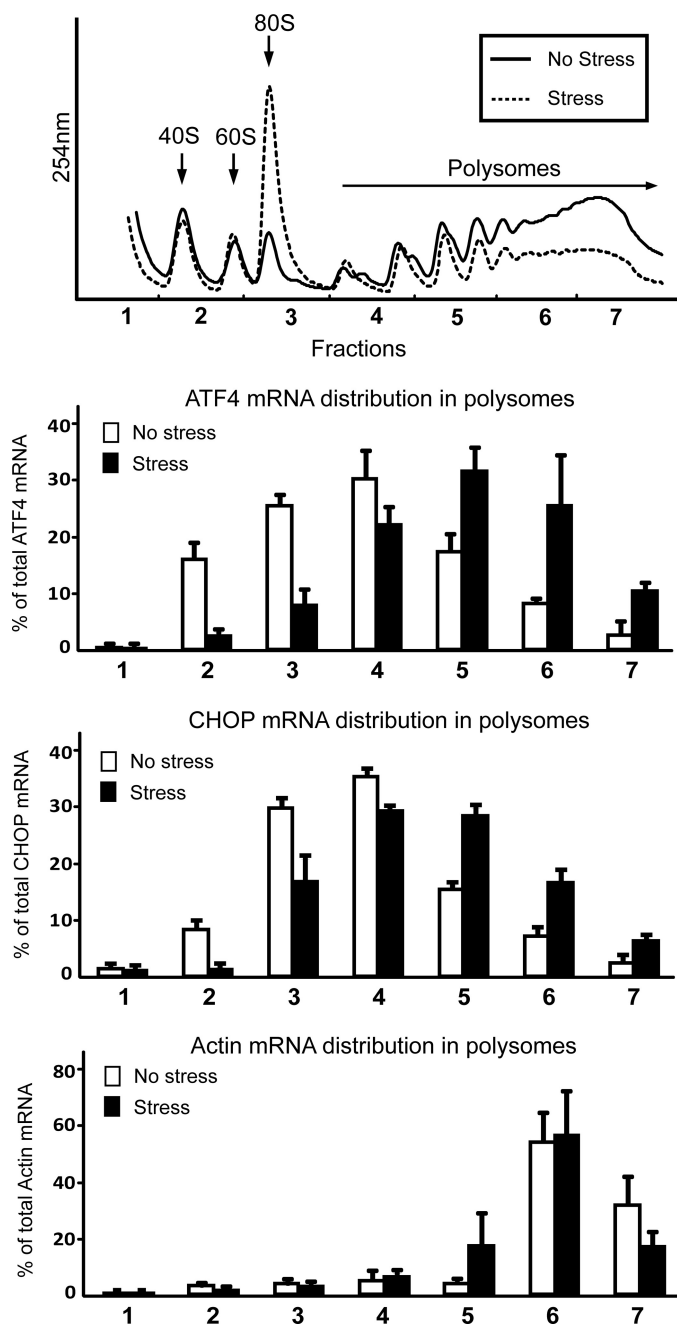 80S
No Stress
Stress
40S 60S
254nm
Polysomes
1 2 3 4 5 6 7
Fractions
ATF4 mRNA distribution in polysomes
% of total ATF4 mRNA
40
30
20
10
0
No stress
Stress
1 2 3 4 5 6 7
CHOP mRNA distribution in polysomes
% of total CHOP mRNA
40
30
20
10
0
No stress
Stress
1 2 3 4 5 6 7
Actin mRNA distribution in polysomes
% of total Actin mRNA
80
60
40
20
0
No stress
Stress
1 2 3 4 5 6 7